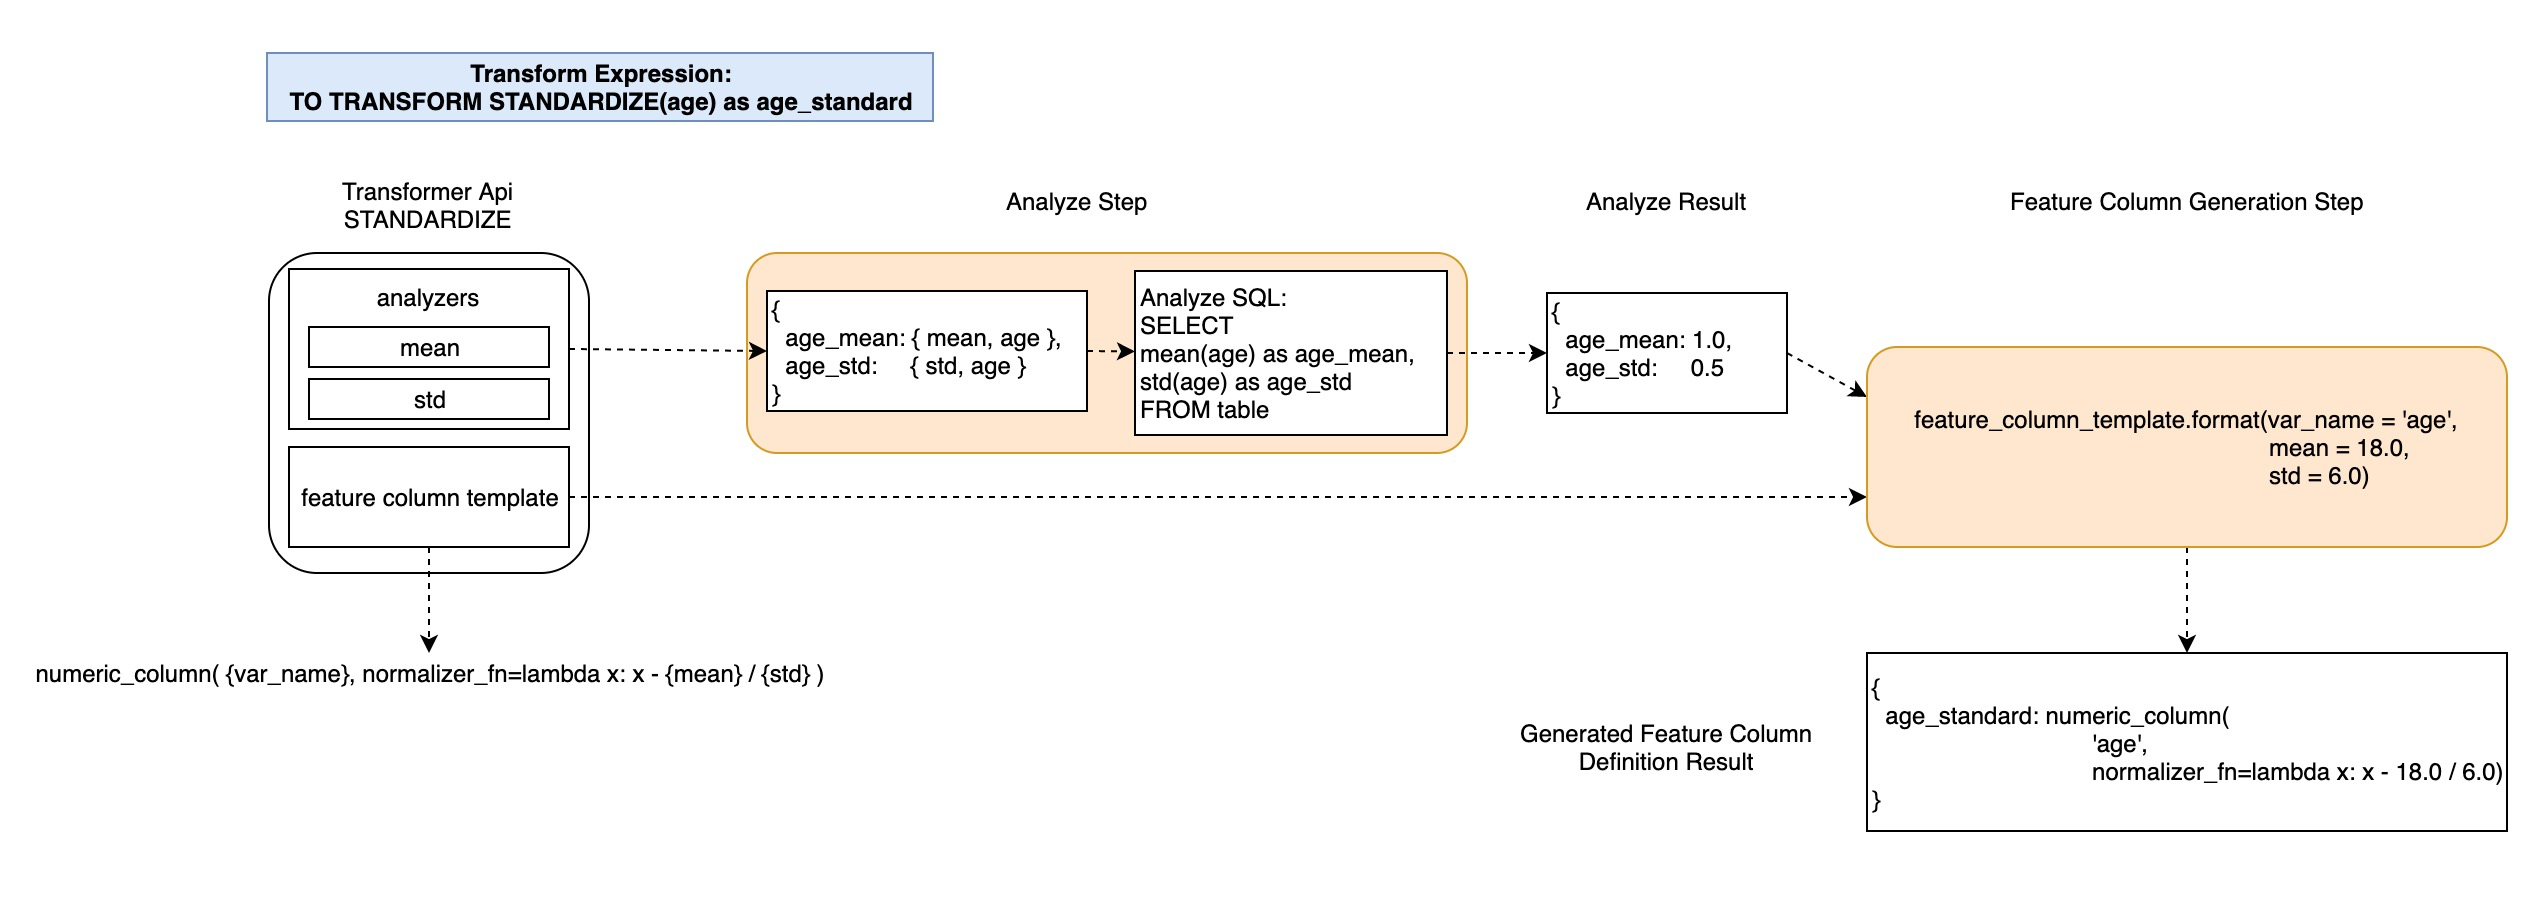 Transform Expression:
TO TRANSFORM STANDARDIZE(age) as age_standard
Transformer Api
STANDARDIZE
Analyze Step
Analyze Result
Feature Column Generation Step
analyzers
mean
std
feature column template
{
age_mean: { mean, age },
age_std: { std, age }
}
Analyze SQL:
SELECT
mean(age) as age_mean,
std(age) as age_std
FROM table
{
age_mean: 1.0,
age_std: 0.5
}
feature_column_template.format(var_name = 'age',
mean = 18.0,
std = 6.0)
numeric_column( {var_name}, normalizer_fn=lambda x: x - {mean} / {std} )
Generated Feature Column
Definition Result
{
age_standard: numeric_column(
'age',
normalizer_fn=lambda x: x - 18.0 / 6.0)
}